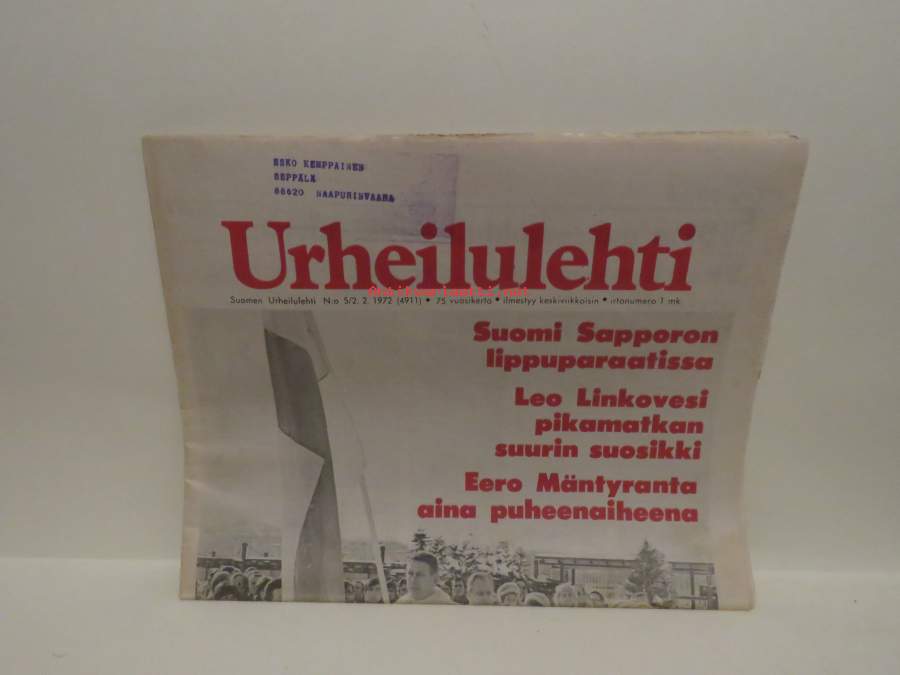 ESKO KEMPPAINEN
SEPPÄLÄ
88620 NAAPURINVAARA
Urheilulehti
Suomen Urheilulehti N:o 5/2. 2. 1972 (4911) • 75 vuosikerta • ilmestyy keskiviikkoisin • irtonumero 1 mk.
Suomi Sapporon
lippuparaatissa
Leo Linkovesi
pikamatkan
suurin suosikki
Eero Mäntyranta
aina puheenaiheena